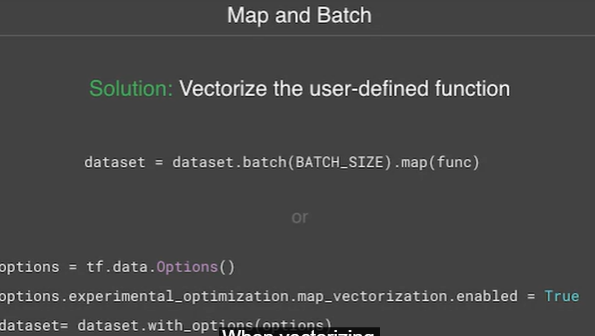 Map and Batch
Solution: Vectorize the user-defined function
dataset = dataset.batch(BATCH_SIZE).map(func)
or
options = tf.data.Options()
options.experimental_optimization.map_vectorization.enabled = True
dataset= dataset.with_options(options)
When vectorizing